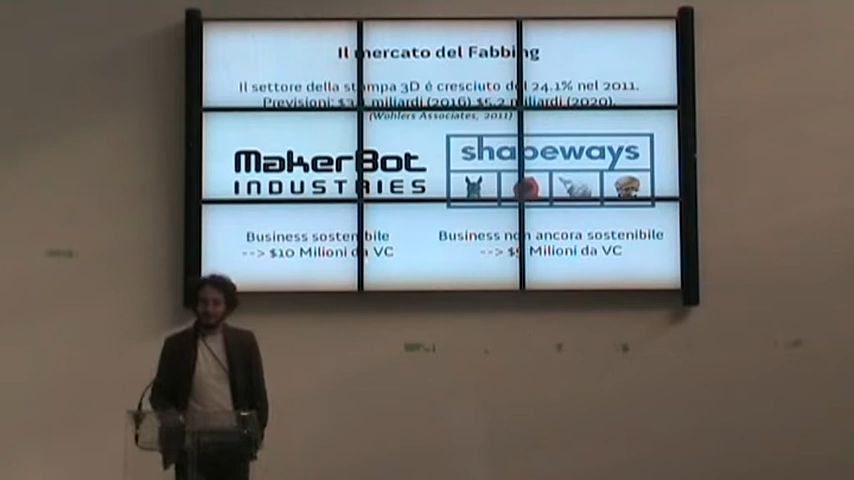 Il mercato del Fabbing
Il settore della stampa 3D é cresciuto del 24.1% nel 2011.
Previsioni: miliardi (2016) $5.2 miliardi (2020).
(Wohlers Associates, 2011)
MakerBot
INDUSTRIES
shapeways
Business sostenibile
--> $10 Milioni da VC
Business non ancora sostenibile
--> Milioni da VC